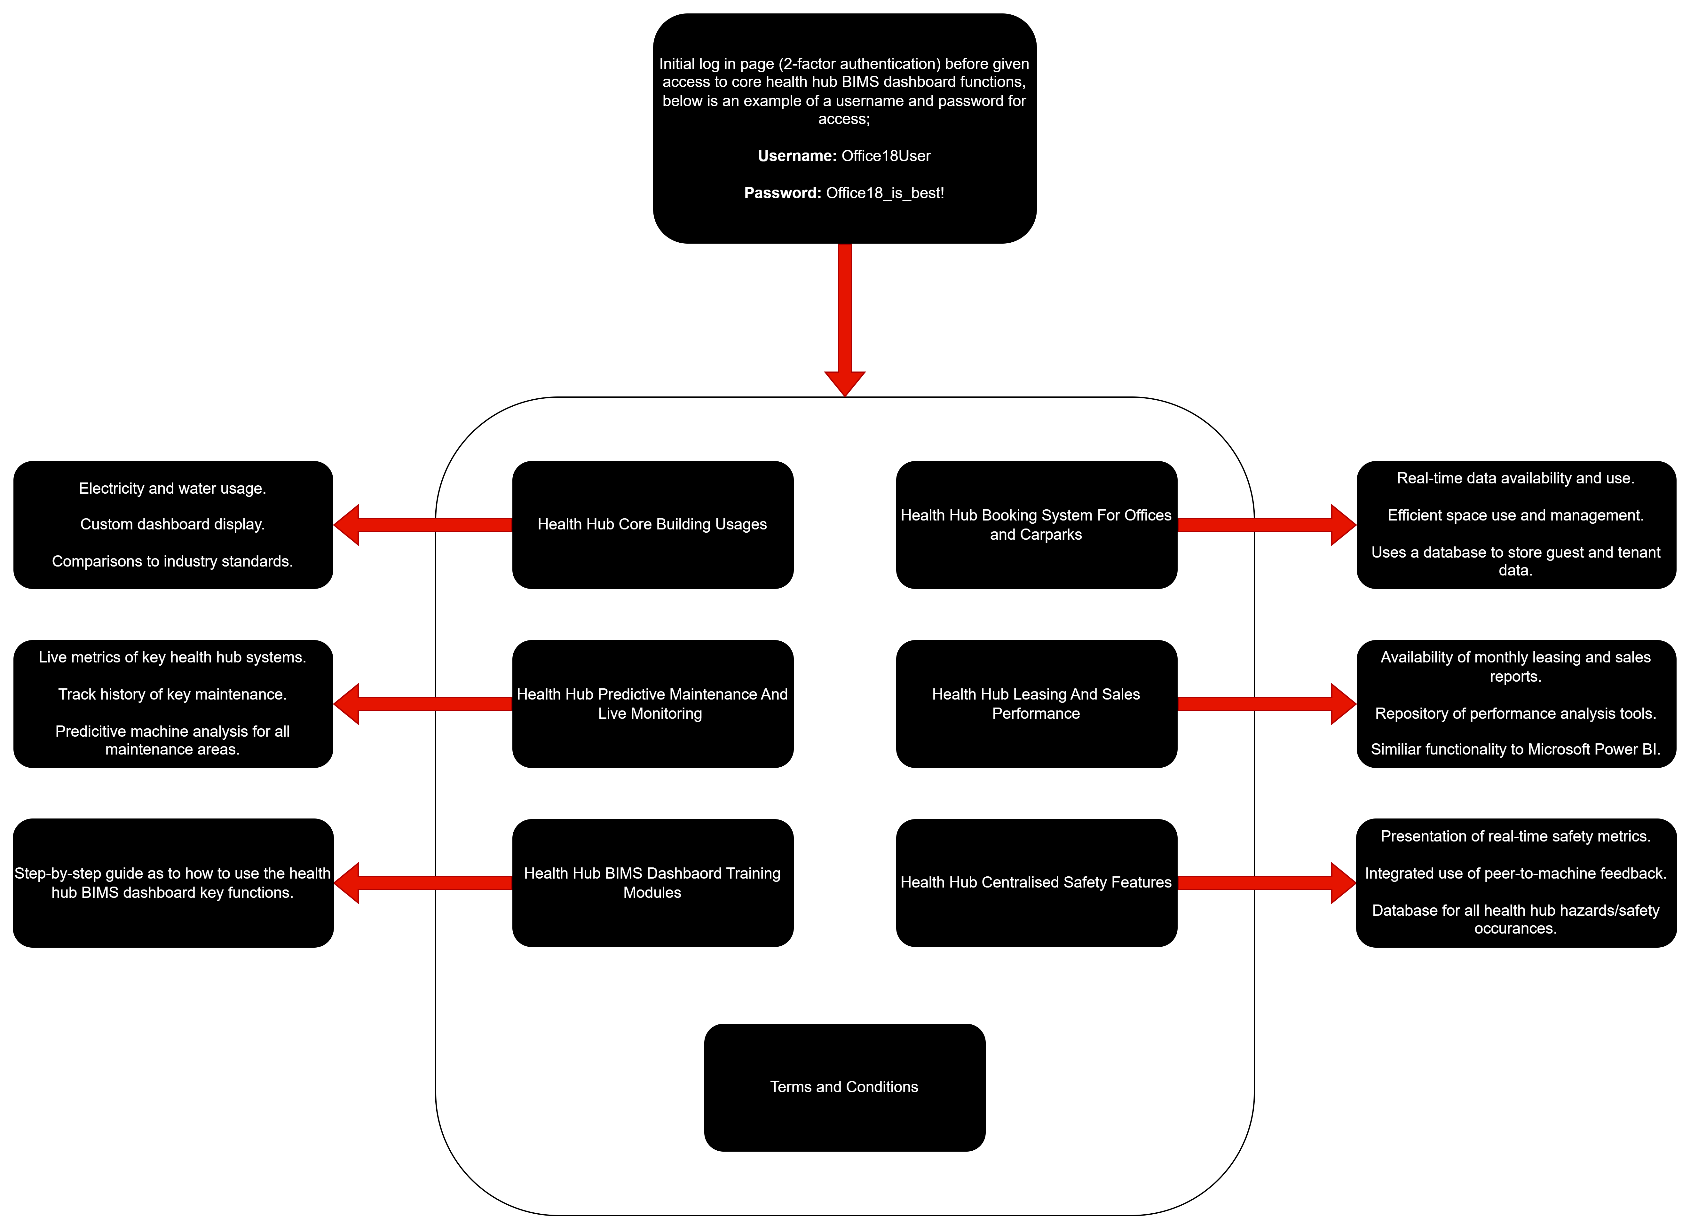 Initial log in page (2-factor authentication) before given
access to core health hub BIMS dashboard functions,
below is an example of a username and password for
access;
Username: Office18User
Password: Office18_is_best!
Electricity and water usage.
Custom dashboard display.
Comparisons to industry standards.
Health Hub Core Building Usages
Health Hub Booking System For Offices
and Carparks
Real-time data availability and use.
Efficient space use and management.
Uses a database to store guest and tenant
data.
Live metrics of key health hub systems.
Track history of key maintenance.
Predicitive machine analysis for all
maintenance areas.
Health Hub Predictive Maintenance And
Live Monitoring
Health Hub Leasing And Sales
Performance
Availability of monthly leasing and sales
reports.
Repository of performance analysis tools.
Similiar functionality to Microsoft Power BI.
Step-by-step guide as to how to use the health
hub BIMS dashboard key functions.
Health Hub BIMS Dashbaord Training
Modules
Health Hub Centralised Safety Features
Presentation of real-time safety metrics.
Integrated use of peer-to-machine feedback.
Database for all health hub hazards/safety
occurances.
Terms and Conditions